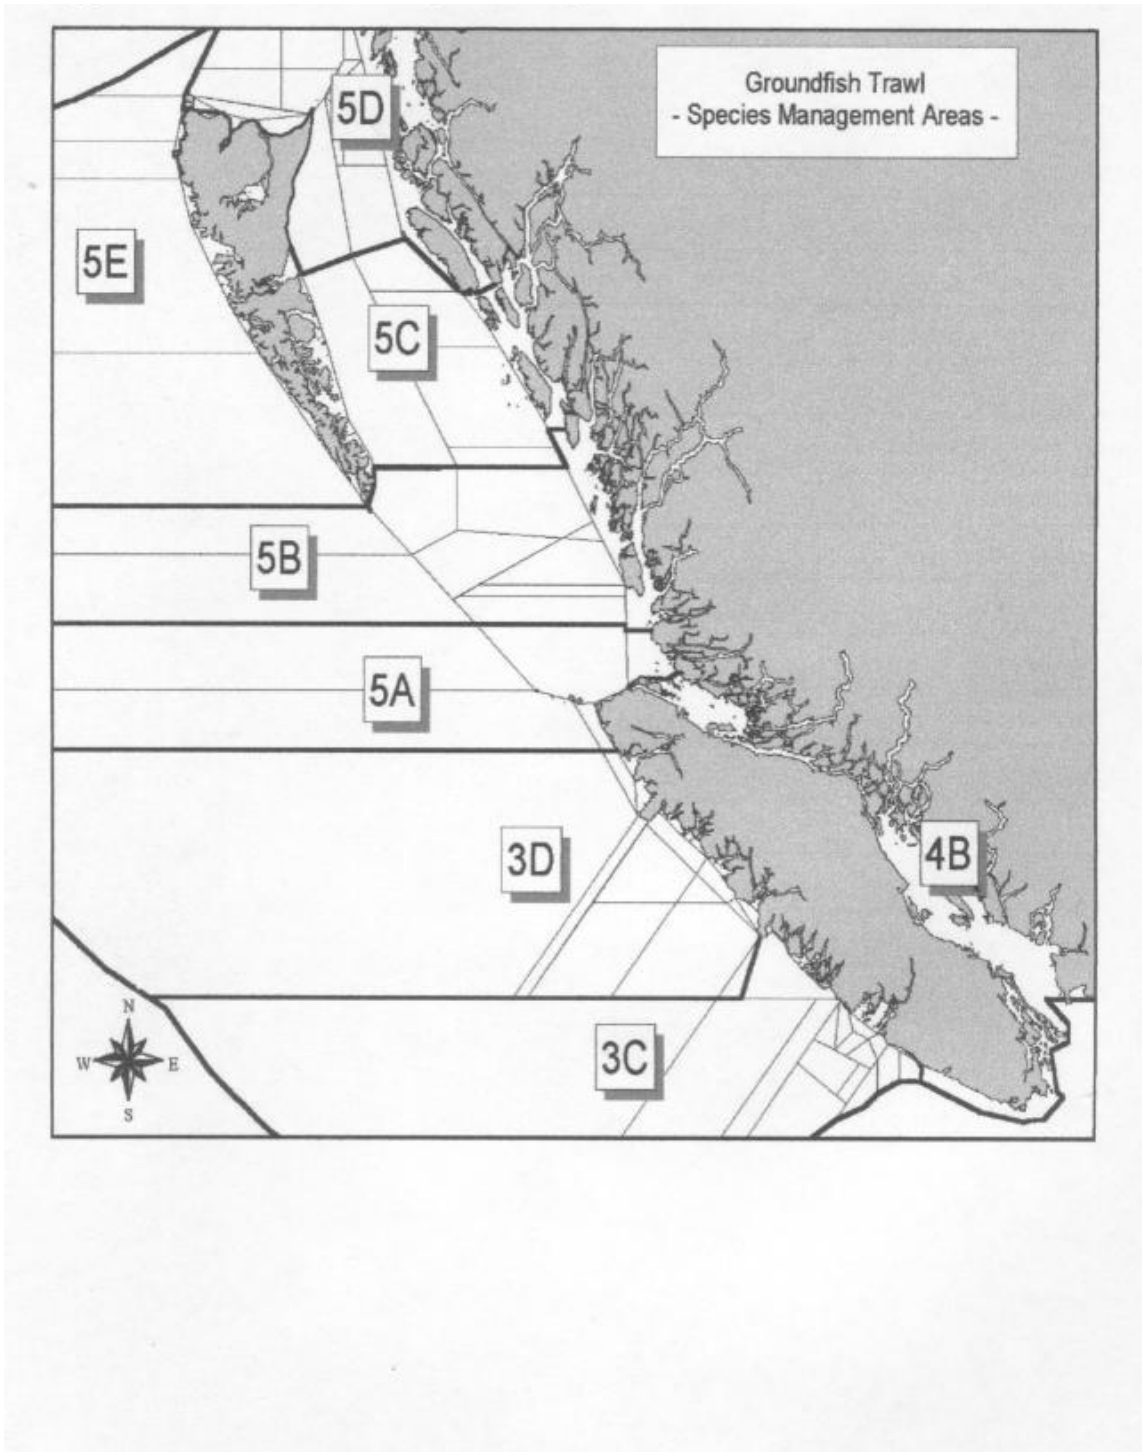 Groundfish Trawl
- Species Management Areas -
5D
5E
5C
5B
5A
3D
4B
3C
N
W E
S